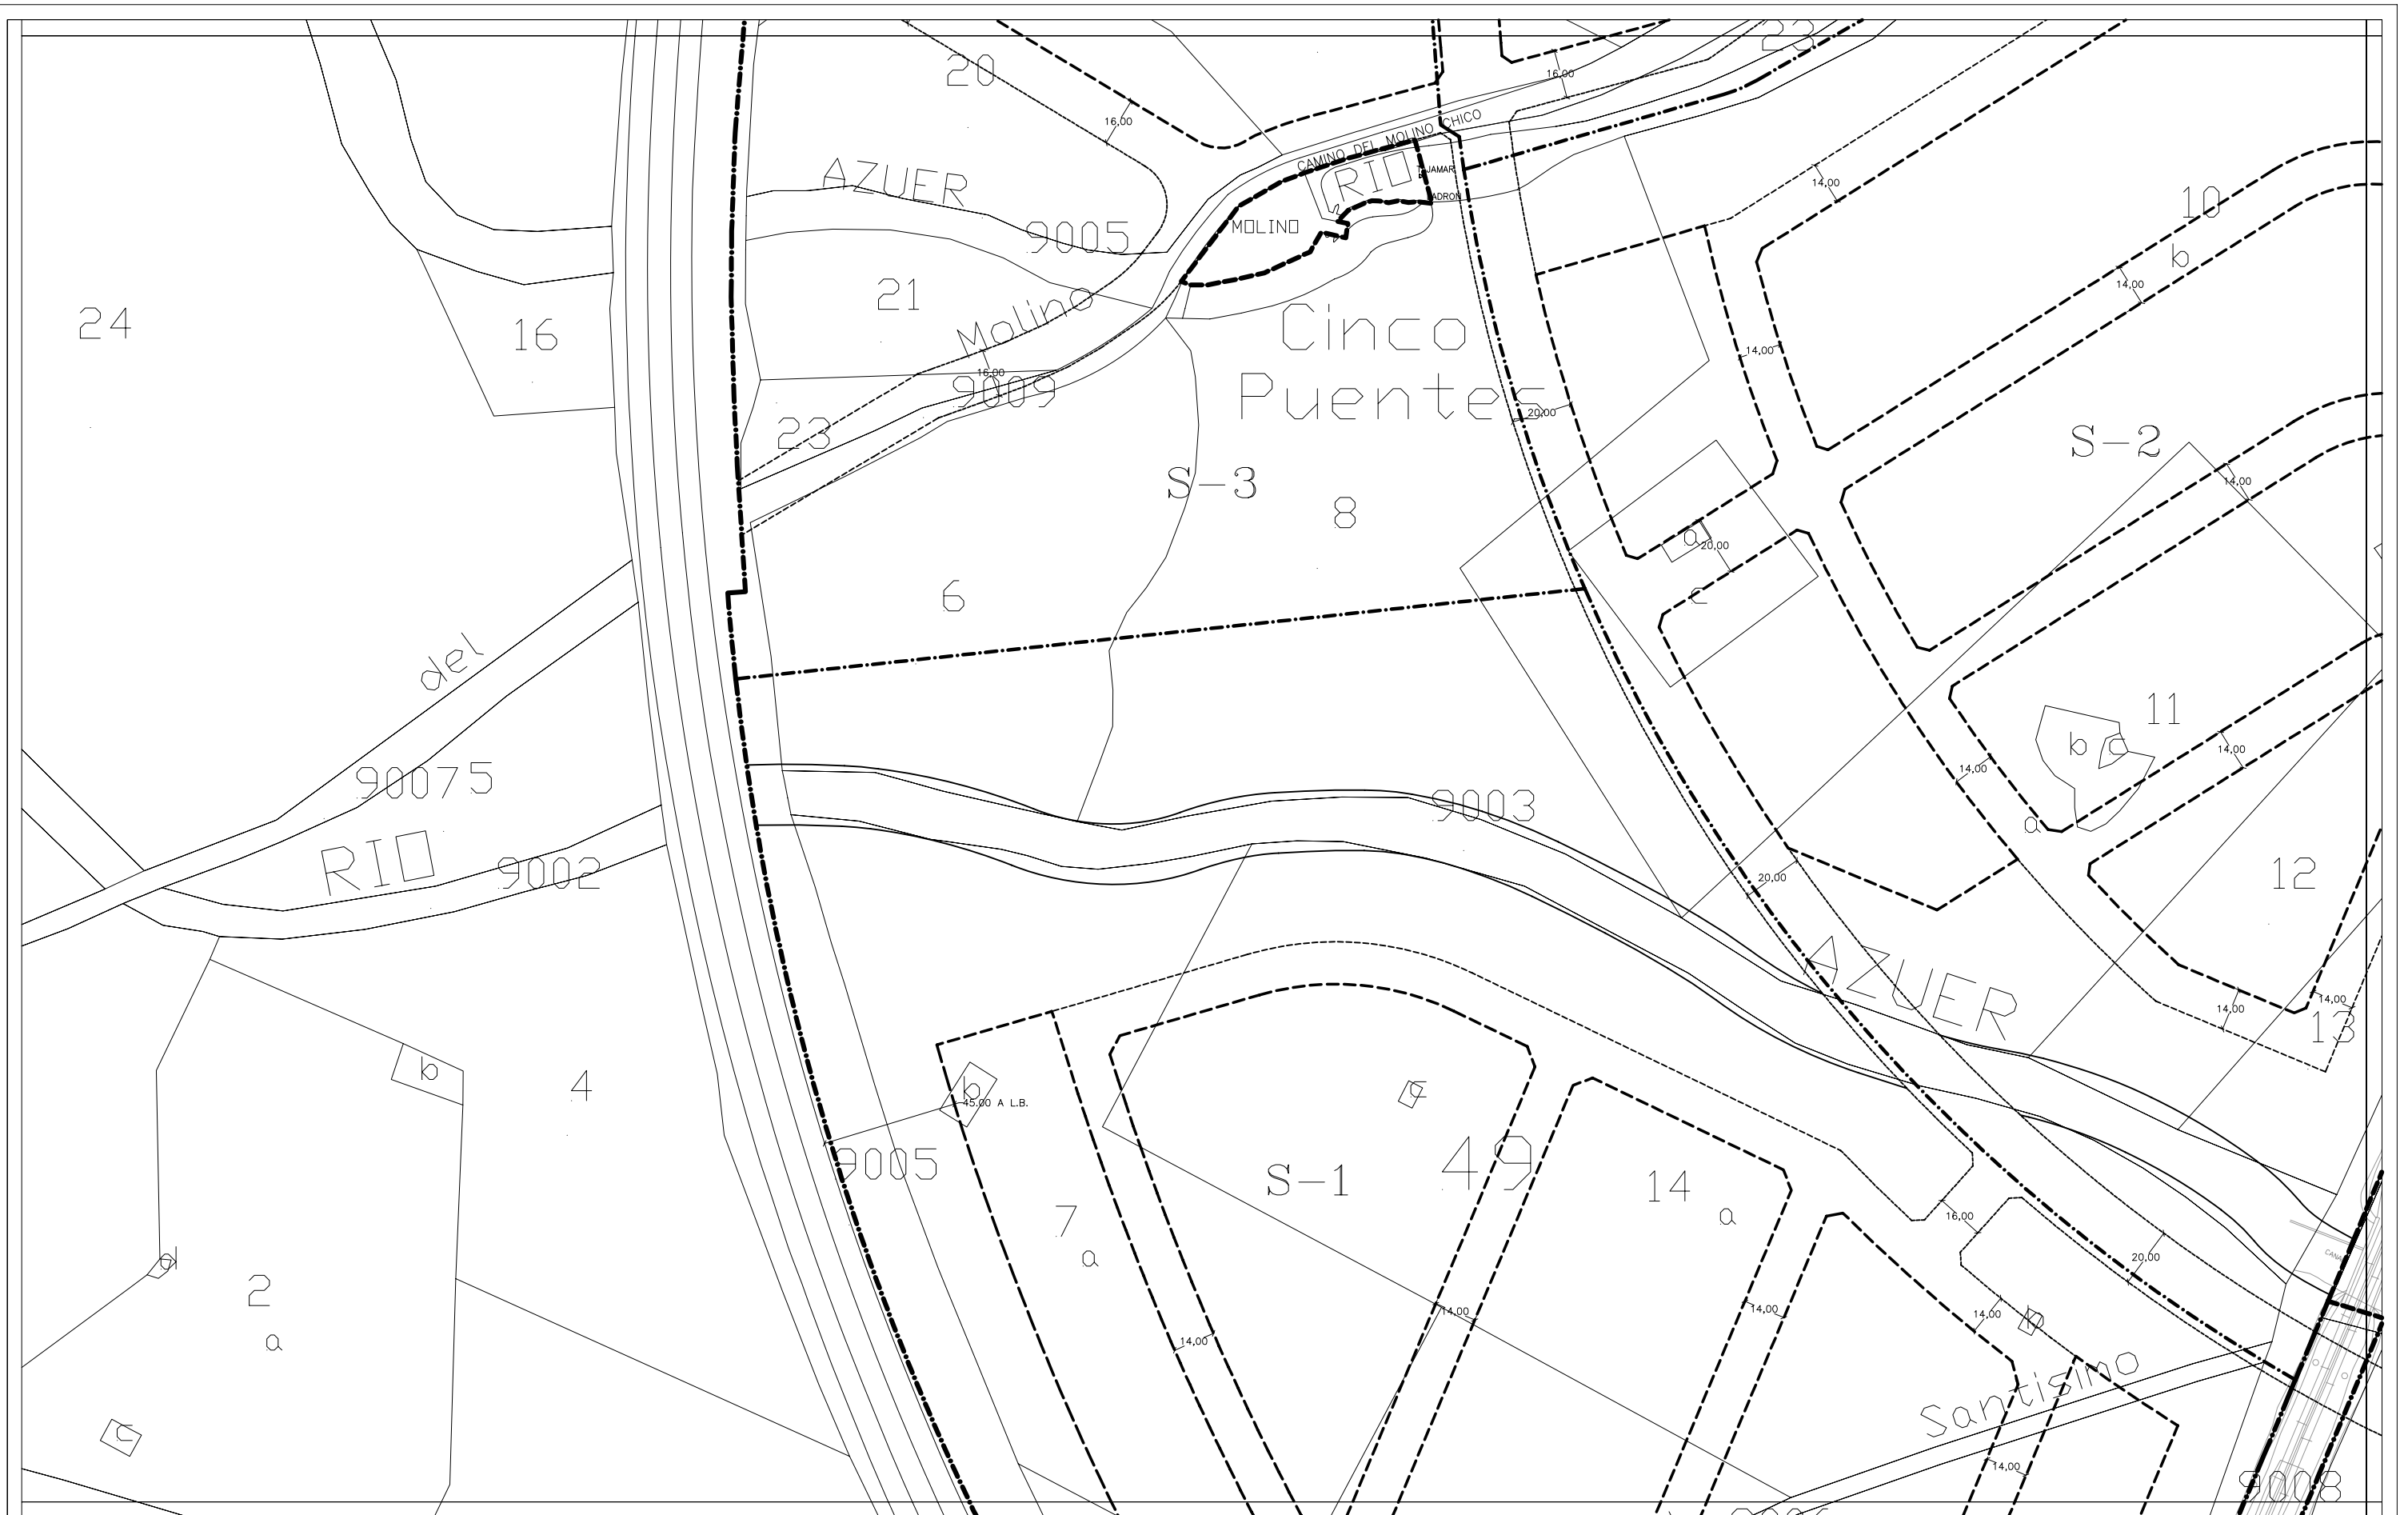 23
20
16,00
16,00
CAMINO DEL MOLINO CHICO
AZUER
RIO
TAJAMAR
14,00
10
9005
MOLINO
ADRON
b
14,00
24
16
21
Molino
Cinco
14,00
16,00
9009
Puentes
20,00
23
S-2
S-3
14,00
8
a
20,00
6
c
del
11
b c
14,00
14,00
90075
9003
a
RIO
9002
20,00
12
AZUER
14,00
14,00
13
b
4
b
45.00 A L.B.
c
9005
S-1
49
14
7
a
a
16,00
d
20,00
CANA
2
14,00
14,00
14,00
b
14,00
a
Santisino
c
14,00
9008